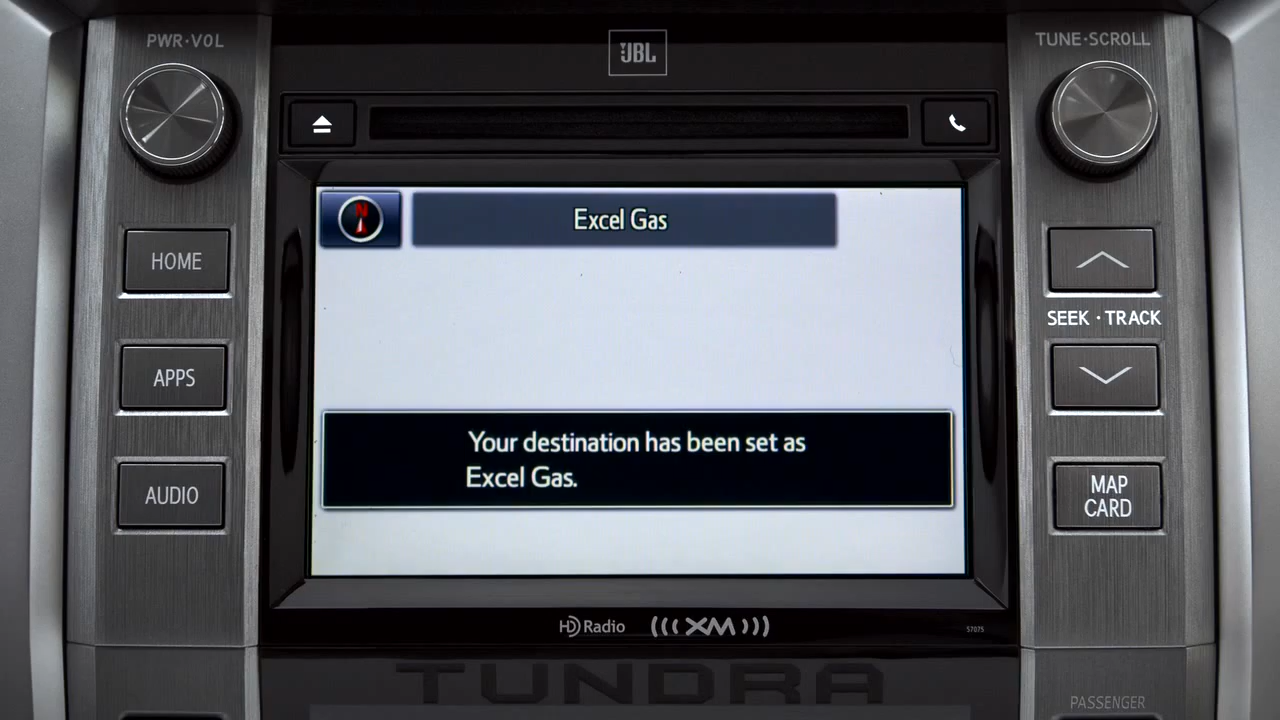 PWR·VOL
JBL
TUNE·SCROLL
N
Excel Gas
HOME
SEEK · TRACK
APPS
Your destination has been set as
Excel Gas.
AUDIO
MAP
CARD
HD Radio
((( XM )))
57075
TUNDRA
PASSENGER